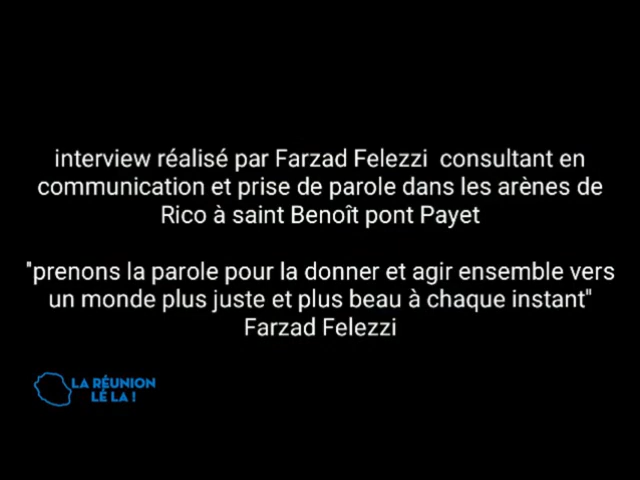 interview réalisé par Farzad Felezzi  consultant en
communication et prise de parole dans les arènes de
Rico à saint Benoît pont Payet
"prenons la parole pour la donner et agir ensemble vers
un monde plus juste et plus beau à chaque instant"
Farzad Felezzi
LA RÉUNION
LÉ LA !